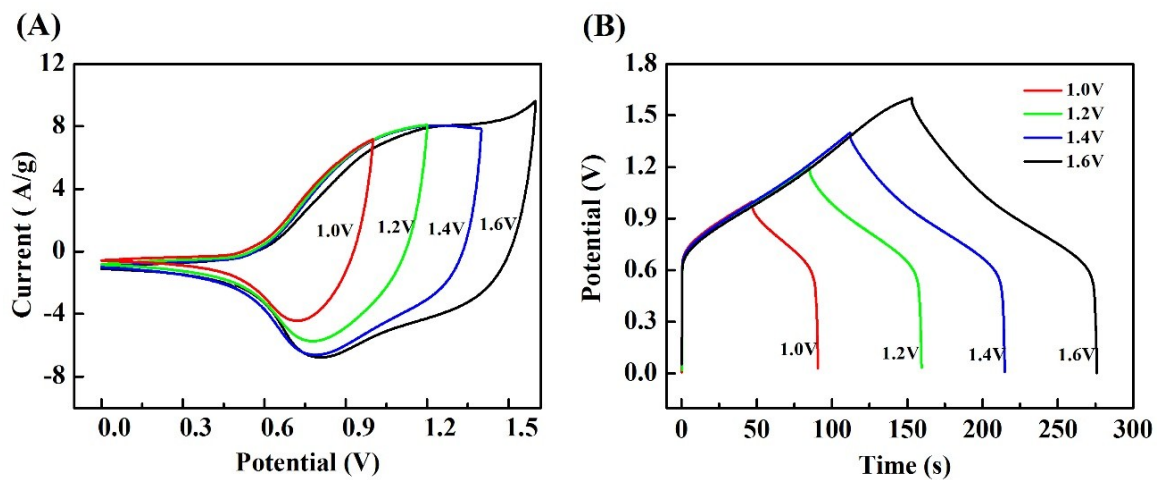 (A)
Current ( A/g)
12
8
4
0
-4
-8
1.0V
1.2V
1.4V
1.6V
0.0 0.3 0.6 0.9 1.2 1.5
Potential (V)
(B)
Potential (V)
1.8
1.5
1.2
0.9
0.6
0.3
0.0
1.0V
1.2V
1.4V
1.6V
1.0V
1.2V
1.4V
1.6V
0 50 100 150 200 250 300
Time (s)